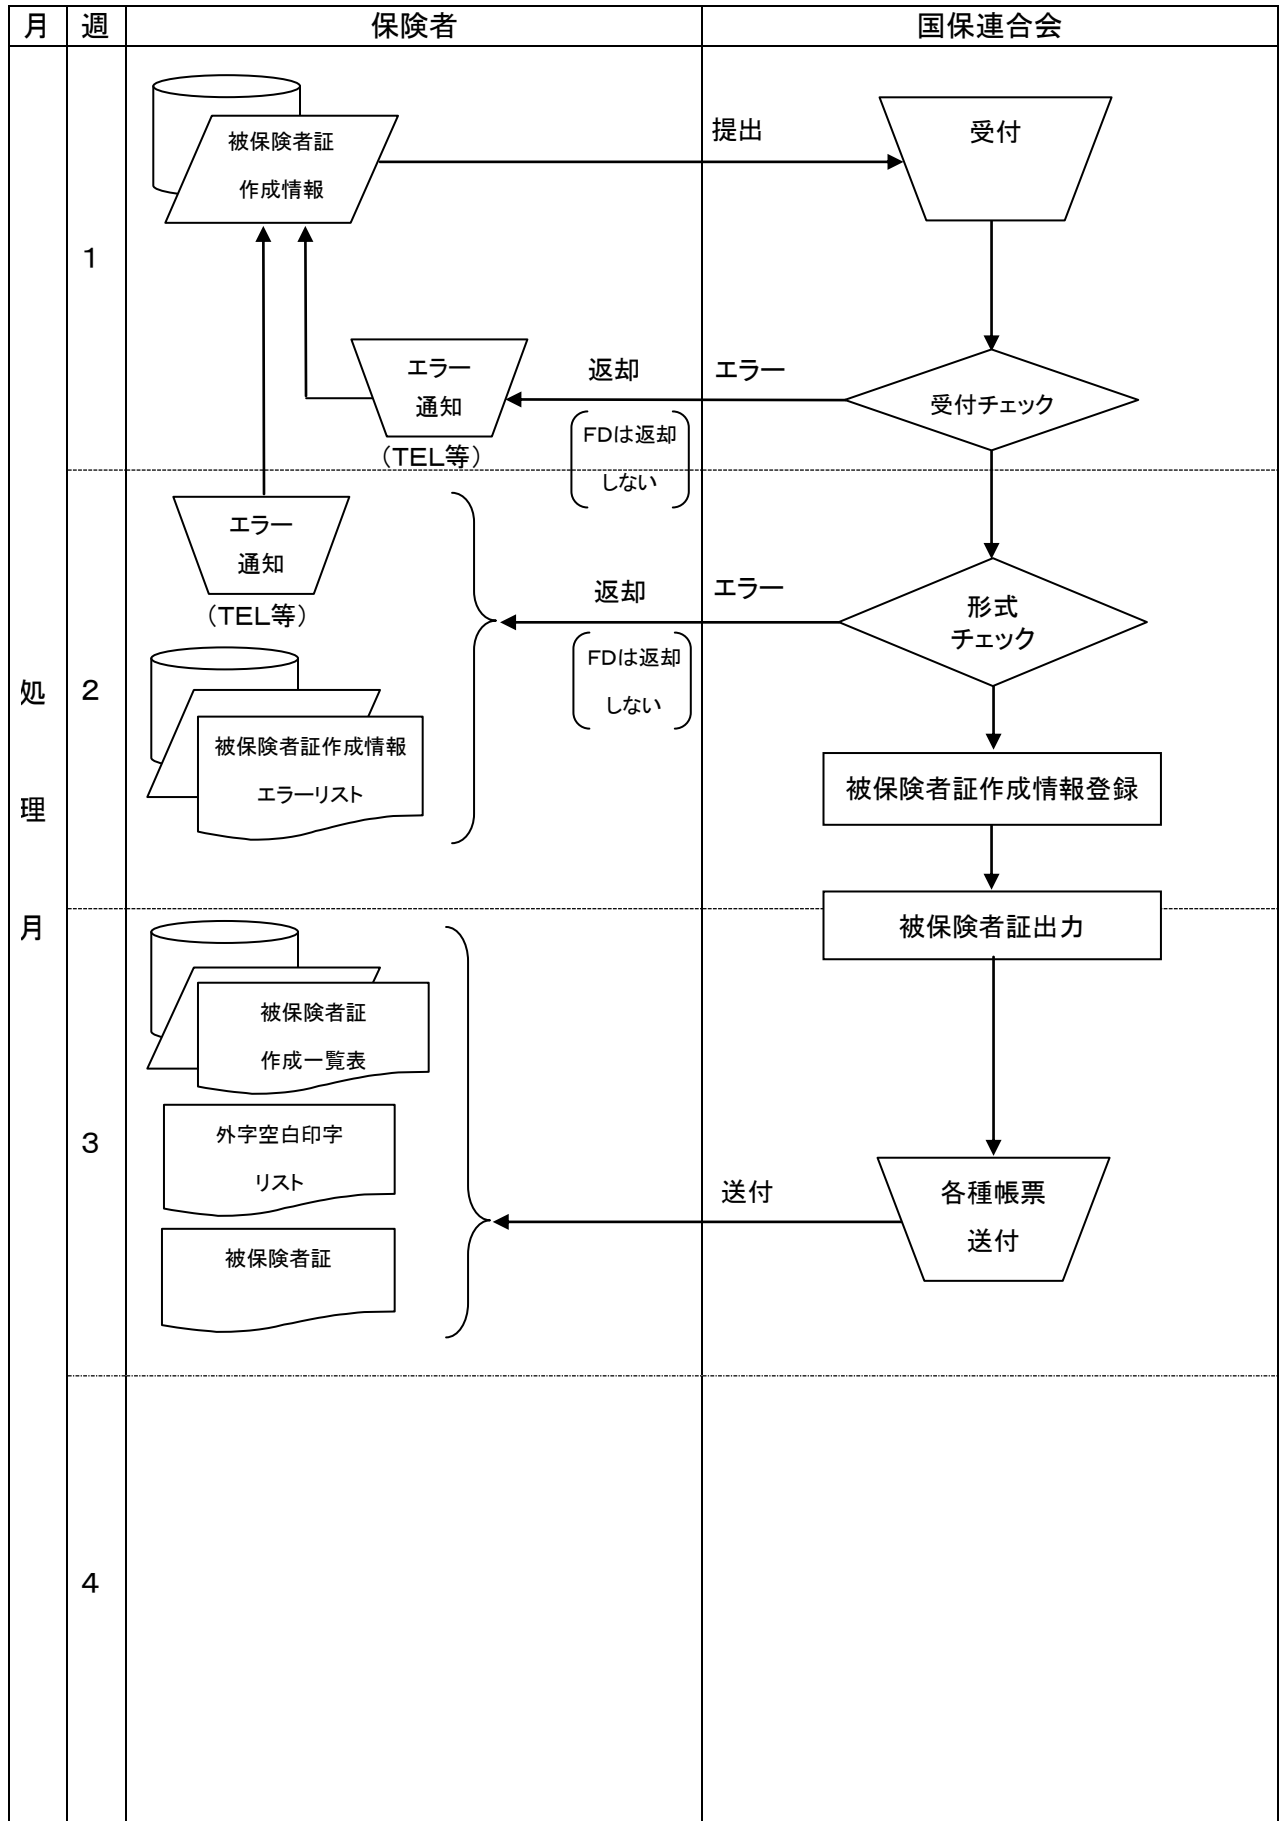 月 週 保険者 国保連合会
被保険者証
作成情報
提出
受付
1
エラー
通知
(TEL等)
返却
エラー
FDは返却
しない
受付チェック
エラー
通知
(TEL等)
返却
エラー
FDは返却
しない
形式
チェック
処
理
月
2
被保険者証作成情報
エラーリスト
被保険者証作成情報登録
被保険者証出力
被保険者証
作成一覧表
3
外字空白印字
リスト
被保険者証
送付
各種帳票
送付
4